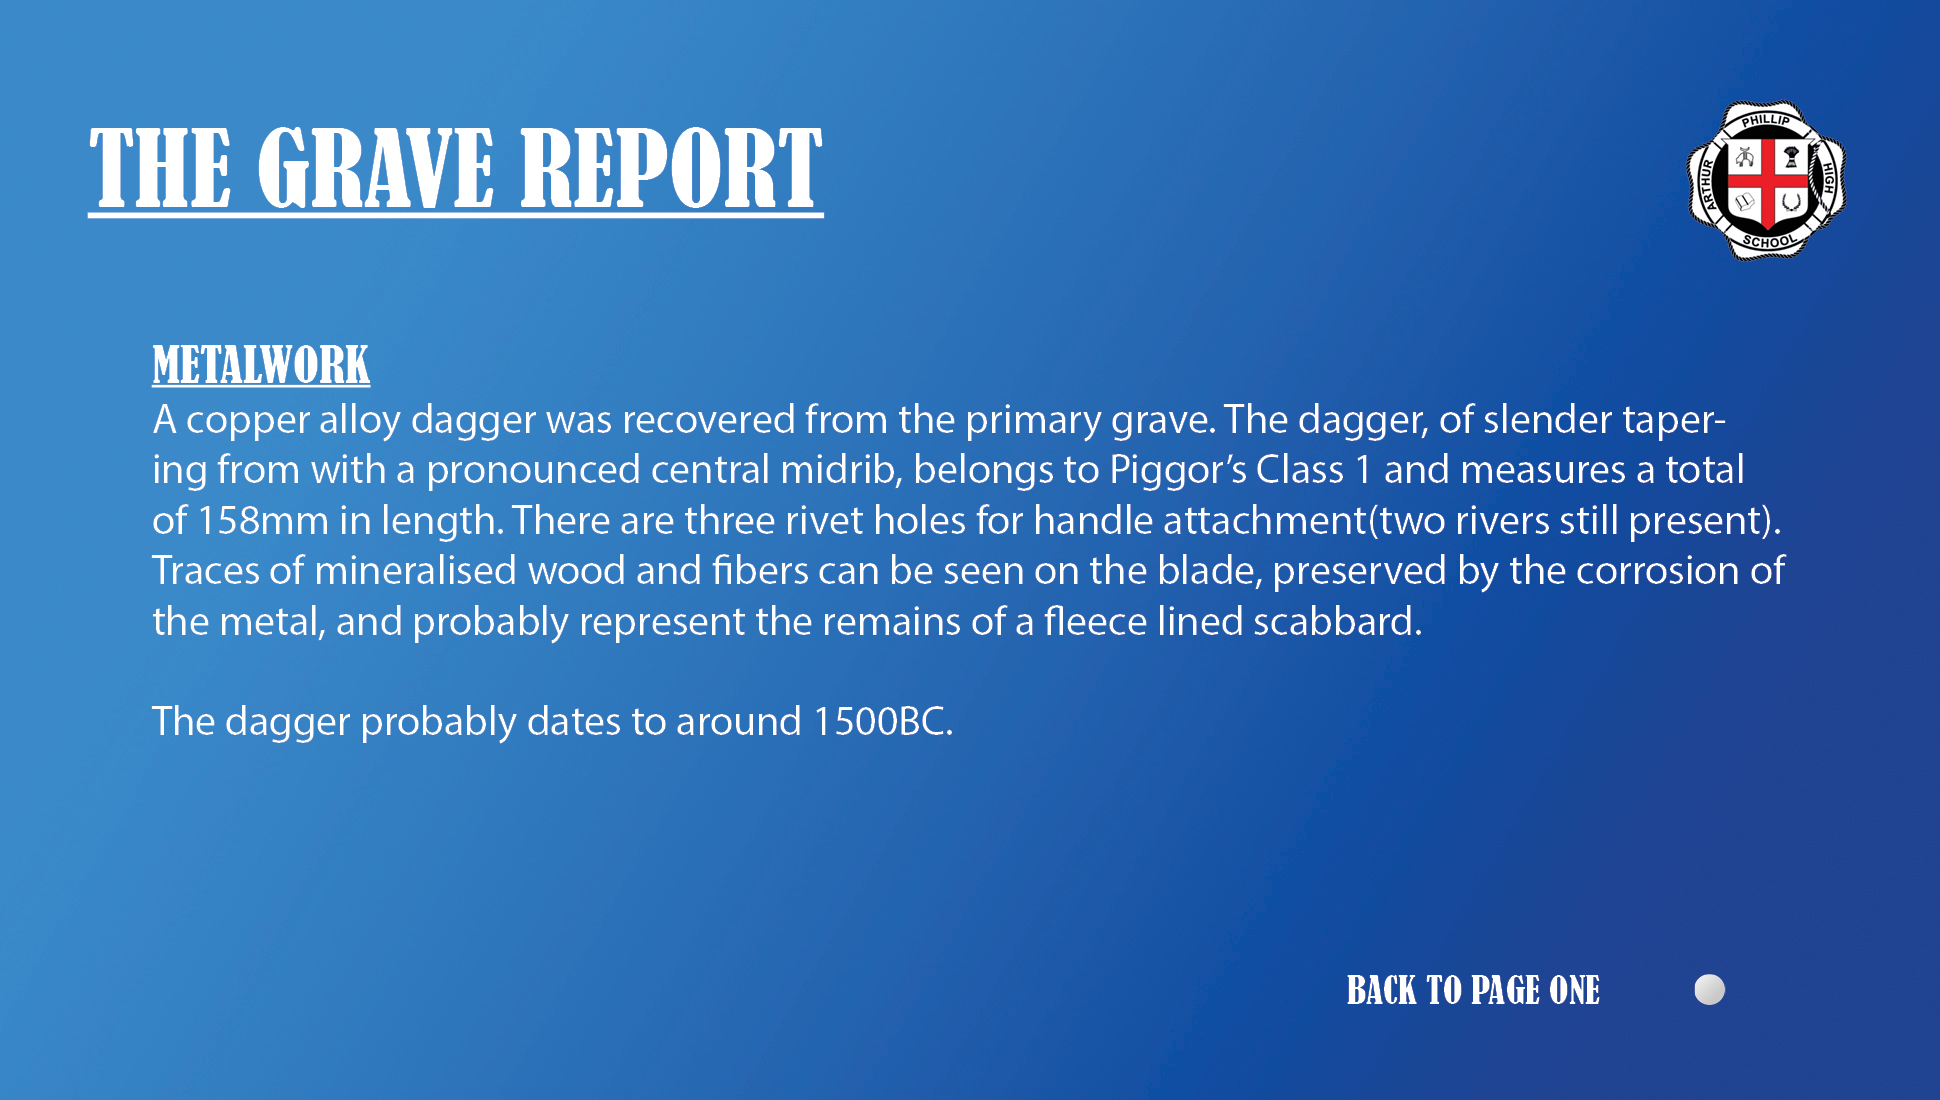 THE GRAVE REPORT
ARTHUR
PHILLIP
HIGH
SCHOOL
METALWORK
A copper alloy dagger was recovered from the primary grave. The dagger, of slender taper-
ing from with a pronounced central midrib, belongs to Piggor’s Class 1 and measures a total
of 158mm in length. There are three rivet holes for handle attachment(two rivers still present).
Traces of mineralised wood and fibers can be seen on the blade, preserved by the corrosion of
the metal, and probably represent the remains of a fleece lined scabbard.
The dagger probably dates to around 1500BC.
BACK TO PAGE ONE